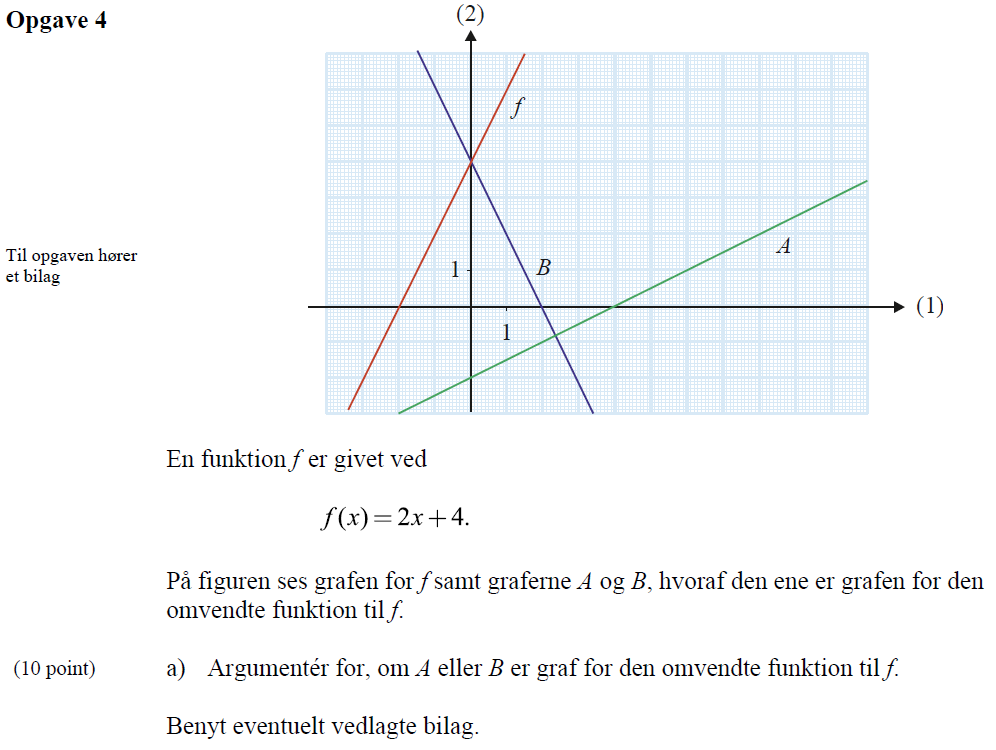 Opgave 4
(2)
f
A
Til opgaven hører
et bilag
1
B
(1)
1
En funktion f er givet ved
f(x)=2x+4.
På figuren ses grafen for f samt graferne A og B, hvoraf den ene er grafen for den
omvendte funktion til f.
(10 point) a) Argumentér for, om A eller B er graf for den omvendte funktion til f.
Benyt eventuelt vedlagte bilag.